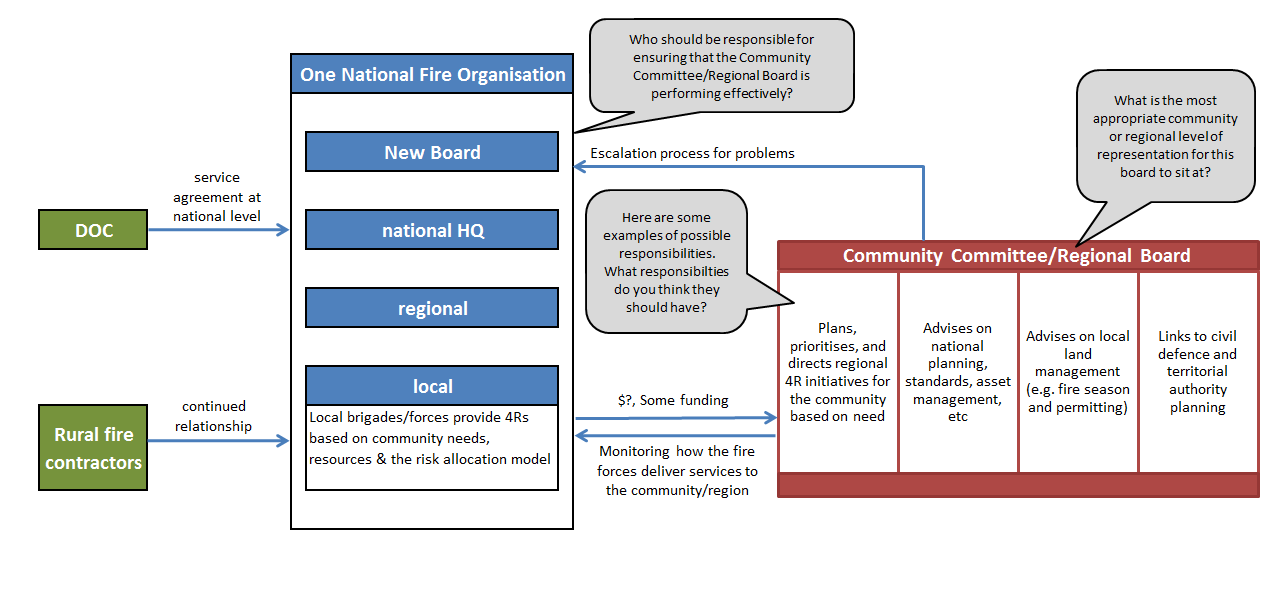 Who should be responsible for
ensuring that the Community
Committee/Regional Board is
performing effectively?
One National Fire Organisation
What is the most
appropriate community
or regional level of
representation for this
board to sit at?
New Board
Escalation process for problems
service
agreement at
national level
DOC
national HQ
Here are some
examples of possible
responsibilities.
What responsibilties
do you think they
should have?
Community Committee/Regional Board
regional
Plans,
prioritises, and
directs regional
4R initiatives for
the community
based on need
Advises on
national
planning,
standards, asset
management,
etc
Advises on local
land
management
(e.g. fire season
and permitting)
Links to civil
defence and
territorial
authority
planning
local
Local brigades/forces provide 4Rs
based on community needs,
resources & the risk allocation model
continued
relationship
Rural fire
contractors
$?, Some funding
Monitoring how the fire
forces deliver services to
the community/region